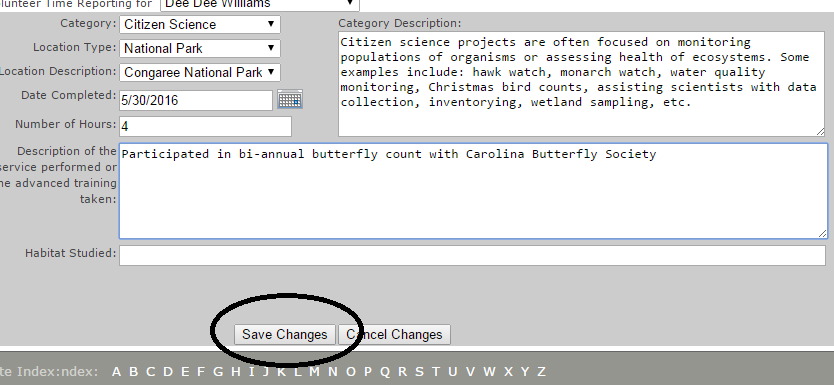 olunteer Time Reporting for Dee Dee Williams
Category: Citizen Science
Category Description:
Location Type: National Park
Location Description: Congaree National Park
Date Completed: 5/30/2016
Number of Hours: 4
Citizen science projects are often focused on monitoring
populations of organisms or assessing health of ecosystems. Some
examples include: hawk watch, monarch watch, water quality
monitoring, Christmas bird counts, assisting scientists with data
collection, inventorying, wetland sampling, etc.
Description of the
service performed or
he advanced training
taken:
Participated in bi-annual butterfly count with Carolina Butterfly Society
Habitat Studied:
Save Changes Cancel Changes
te Index:ndex: A B C D E F G H I J K L M N O P Q R S T U V W X Y Z